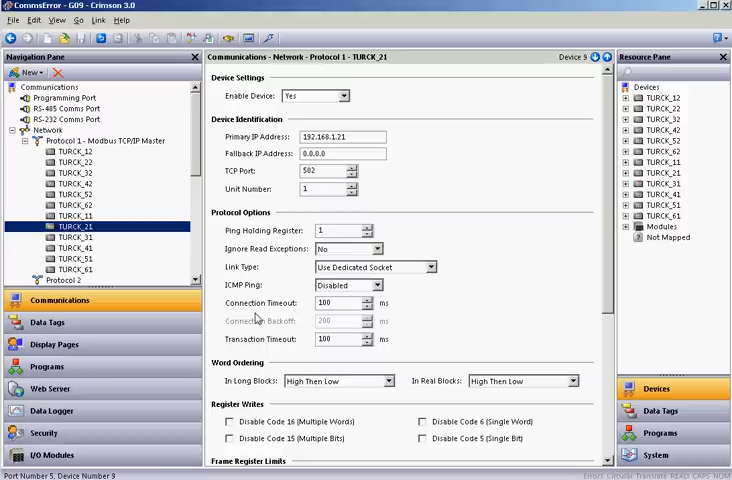 CommsError - G09 - Crimson 3.0
File Edit View Go Link Help
Navigation Pane
New
Communications
Programming Port
RS-485 Comms Port
RS-232 Comms Port
Network
Protocol 1 - Modbus TCP/IP Master
TURCK_12
TURCK_22
TURCK_32
TURCK_42
TURCK_52
TURCK_62
TURCK_11
TURCK_21
TURCK_31
TURCK_41
TURCK_51
TURCK_61
Protocol 2
Communications
Data Tags
Display Pages
Programs
Web Server
Data Logger
Security
I/O Modules
Communications - Network - Protocol 1 - TURCK_21
Device 9
Device Settings
Enable Device: Yes
Device Identification
Primary IP Address: 192.168.1.21
Fallback IP Address: 0.0.0.0
TCP Port: 502
Unit Number: 1
Protocol Options
Ping Holding Register: 1
Ignore Read Exceptions: No
Link Type: Use Dedicated Socket
ICMP Ping: Disabled
Connection Timeout: 100 ms
Connection Backoff: 200 ms
Transaction Timeout: 100 ms
Word Ordering
In Long Blocks: High Then Low In Real Blocks: High Then Low
Register Writes
Disable Code 16 (Multiple Words) Disable Code 6 (Single Word)
Disable Code 15 (Multiple Bits) Disable Code 5 (Single Bit)
Frame Register Limits
Resource Pane
Devices
TURCK_12
TURCK_22
TURCK_32
TURCK_42
TURCK_52
TURCK_62
TURCK_11
TURCK_21
TURCK_31
TURCK_41
TURCK_51
TURCK_61
Modules
Not Mapped
Devices
Data Tags
Programs
System
Port Number 5, Device Number 9
Errors Circular Translate READ CAPS NUM